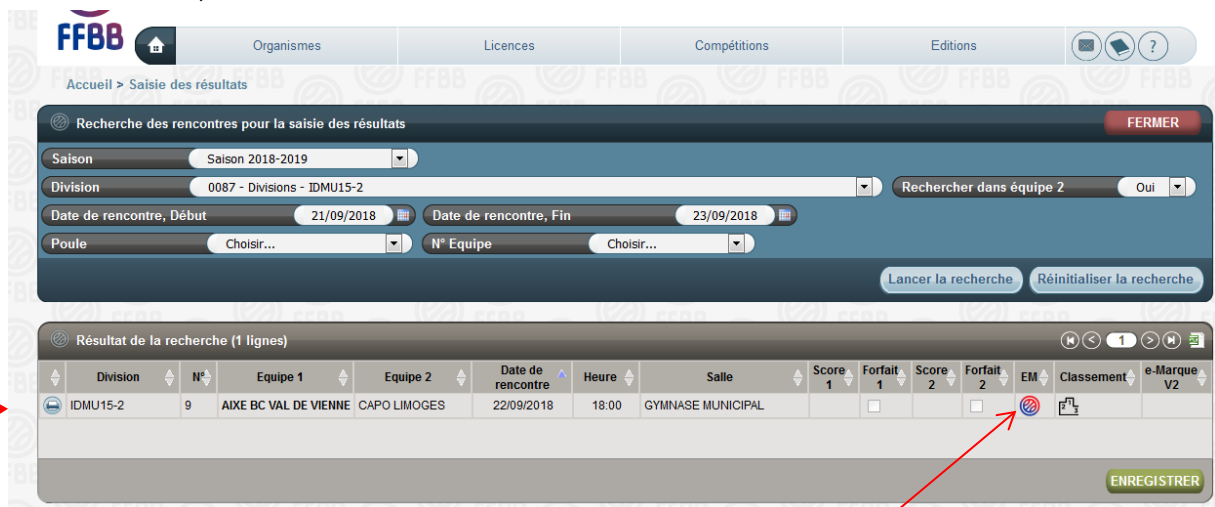 FFBB
Organismes Licences Compétitions Editions ?
Accueil > Saisie des résultats
Recherche des rencontres pour la saisie des résultats FERMER
Saison Saison 2018-2019
Division 0087 - Divisions - IDMU15-2 Rechercher dans équipe 2 Oui
Date de rencontre, Début 21/09/2018 Date de rencontre, Fin 23/09/2018
Poule Choisir... N° Equipe Choisir...
Lancer la recherche Réinitialiser la recherche
Résultat de la recherche (1 lignes) 1
Division N° Equipe 1 Equipe 2 Date de rencontre Heure Salle Score 1 Forfait 1 Score 2 Forfait 2 EM Classement e-Marque V2
IDMU15-2 9 AIXE BC VAL DE VIENNE CAPO LIMOGES 22/09/2018 18:00 GYMNASE MUNICIPAL
ENREGISTRER